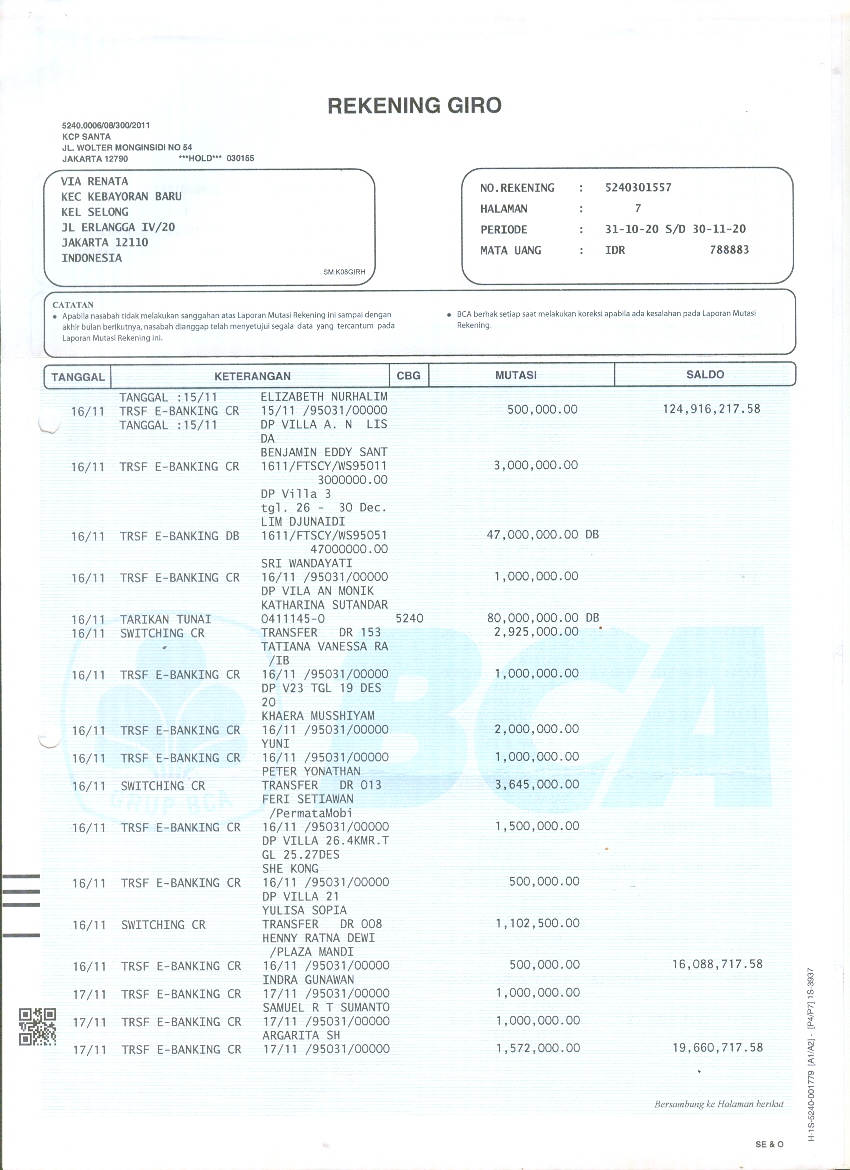 REKENING GIRO
5240.0006/08/300/2011
KCP SANTA
JL. WOLTER MONGINSIDI NO 54
JAKARTA 12790 ***HOLD*** 030155
VIA RENATA
KEC KEBAYORAN BARU
KEL SELONG
JL ERLANGGA IV/20
JAKARTA 12110
INDONESIA
SM.K08GIRH
NO.REKENING : 5240301557
HALAMAN : 7
PERIODE : 31-10-20 S/D 30-11-20
MATA UANG : IDR 788883
CATATAN
• Apabila nasabah tidak melakukan sanggahan atas Laporan Mutasi Rekening ini sampai dengan
akhir bulan berikutnya, nasabah dianggap telah menyetujui segala data yang tercantum pada
Laporan Mutasi Rekening ini.
• BCA berhak setiap saat melakukan koreksi apabila ada kesalahan pada Laporan Mutasi
Rekening.
TANGGAL KETERANGAN CBG MUTASI SALDO
TANGGAL :15/11 ELIZABETH NURHALIM
16/11 TRSF E-BANKING CR 15/11 /95031/00000 500,000.00 124,916,217.58
TANGGAL :15/11 DP VILLA A. N LIS
DA
BENJAMIN EDDY SANT
16/11 TRSF E-BANKING CR 1611/FTSCY/WS95011 3,000,000.00
3000000.00
DP Villa 3
tgl. 26 - 30 Dec.
LIM DJUNAIDI
16/11 TRSF E-BANKING DB 1611/FTSCY/WS95051 47,000,000.00 DB
47000000.00
SRI WANDAYATI
16/11 TRSF E-BANKING CR 16/11 /95031/00000 1,000,000.00
DP VILA AN MONIK
KATHARINA SUTANDAR
16/11 TARIKAN TUNAI 0411145-0 5240 80,000,000.00 DB
16/11 SWITCHING CR TRANSFER DR 153 2,925,000.00
TATIANA VANESSA RA
/IB
16/11 TRSF E-BANKING CR 16/11 /95031/00000 1,000,000.00
DP V23 TGL 19 DES
20
KHAERA MUSSHIYAM
16/11 TRSF E-BANKING CR 16/11 /95031/00000 2,000,000.00
YUNI
16/11 TRSF E-BANKING CR 16/11 /95031/00000 1,000,000.00
PETER YONATHAN
16/11 SWITCHING CR TRANSFER DR 013 3,645,000.00
FERI SETIAWAN
/PermataMobi
16/11 TRSF E-BANKING CR 16/11 /95031/00000 1,500,000.00
DP VILLA 26.4KMR.T
GL 25.27DES
SHE KONG
16/11 TRSF E-BANKING CR 16/11 /95031/00000 500,000.00
DP VILLA 21
YULISA SOPIA
16/11 SWITCHING CR TRANSFER DR 008 1,102,500.00
HENNY RATNA DEWI
/PLAZA MANDI
16/11 TRSF E-BANKING CR 16/11 /95031/00000 500,000.00 16,088,717.58
INDRA GUNAWAN
17/11 TRSF E-BANKING CR 17/11 /95031/00000 1,000,000.00
SAMUEL R T SUMANTO
17/11 TRSF E-BANKING CR 17/11 /95031/00000 1,000,000.00
ARGARITA SH
17/11 TRSF E-BANKING CR 17/11 /95031/00000 1,572,000.00 19,660,717.58
BCA
GRUP BCA
Bersambung ke Halaman berikut
SE & O
H-1S-5240-001779 [A1/A2] - [P4/P7] 1S-3937